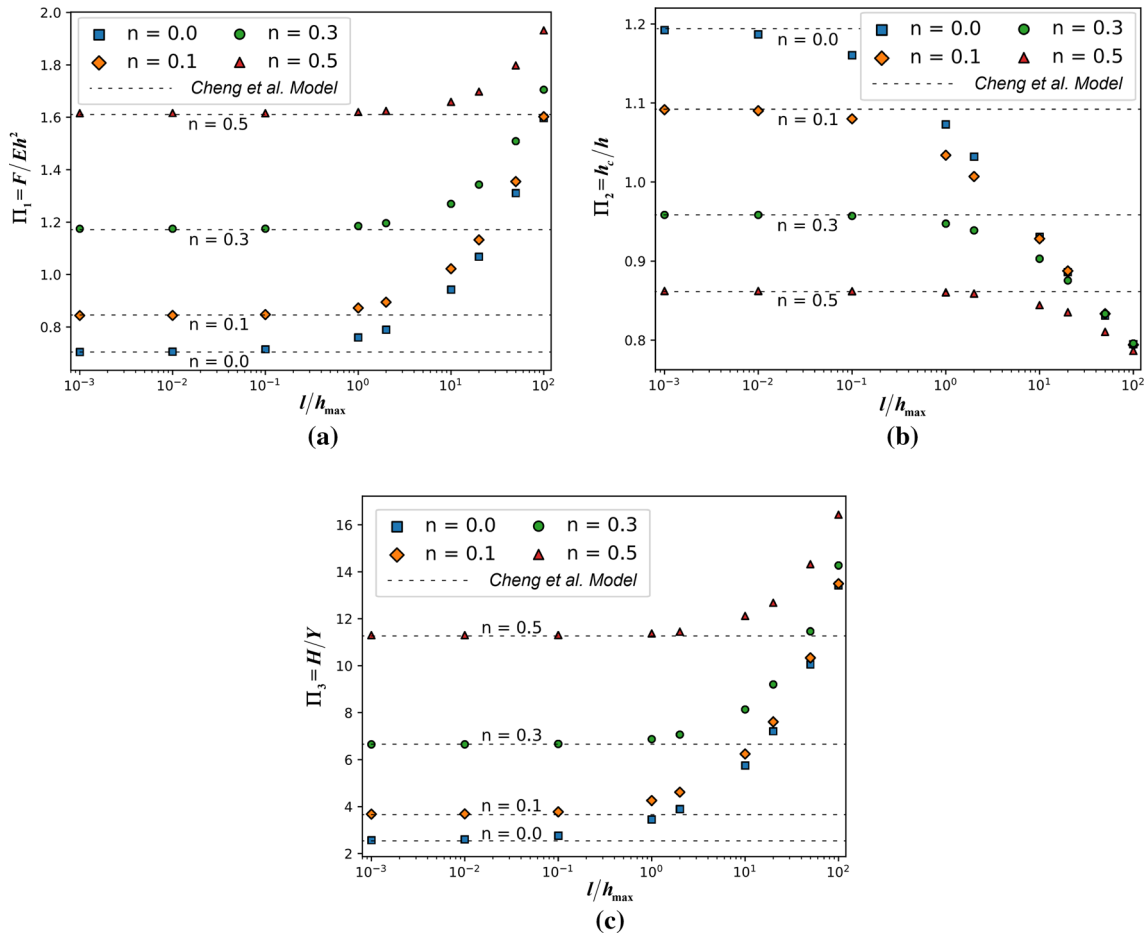 2.0
1.8
1.6
1.4
1.2
1.0
0.8
Π₁ = F/Eh²
n = 0.0 n = 0.3
n = 0.1 n = 0.5
Cheng et al. Model
n = 0.5
n = 0.3
n = 0.1
n = 0.0
10⁻³ 10⁻² 10⁻¹ 10⁰ 10¹ 10²
l/hₘₐₓ
(a)
1.2
1.1
1.0
0.9
0.8
Π₂ = h_c/h
n = 0.0 n = 0.3
n = 0.1 n = 0.5
Cheng et al. Model
n = 0.0
n = 0.1
n = 0.3
n = 0.5
10⁻³ 10⁻² 10⁻¹ 10⁰ 10¹ 10²
l/hₘₐₓ
(b)
16
14
12
10
8
6
4
2
Π₃ = H/Y
n = 0.0 n = 0.3
n = 0.1 n = 0.5
Cheng et al. Model
n = 0.5
n = 0.3
n = 0.1
n = 0.0
10⁻³ 10⁻² 10⁻¹ 10⁰ 10¹ 10²
l/hₘₐₓ
(c)